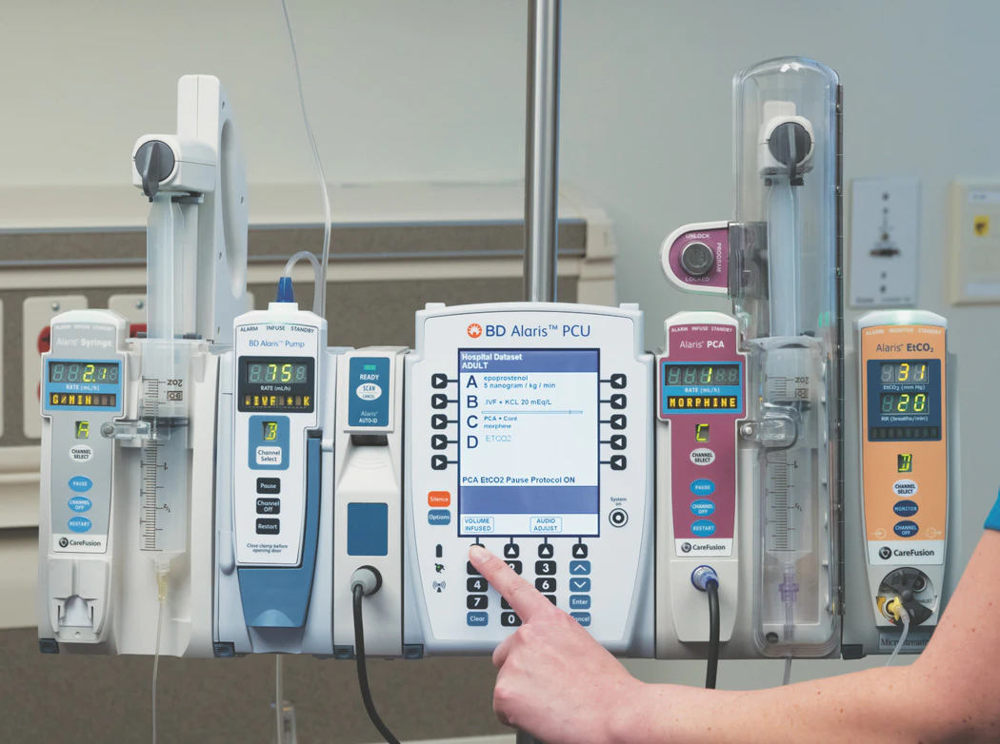 Alaris® Syringe
ALARM INFUSE STANDBY
2.1
RATE (mL/h)
G/MIN
A
CHANNEL SELECT
PAUSE
CHANNEL OFF
RESTART
CareFusion
20Z
BD
ALARM INFUSE STANDBY
BD Alaris™ Pump
75
RATE (mL/h)
IVF + K
B
Channel
Select
Pause
Channel
Off
Restart
Close clamp before
opening door
READY
SCAN
CANCEL
Alaris®
AUTO-ID
BD Alaris™ PCU
Hospital Dataset
ADULT
A epoprostenol
5 nanogram / kg / min
B .IVF + KCL 20 mEq/L
C PCA + Cont
morphine
D ETCO2
PCA EtCO2 Pause Protocol ON
VOLUME
INFUSED
AUDIO
ADJUST
Silence
Options
System
on
2
3
4
6
7
0
Enter
Clear
Cancel
UNLOCK
PROGRAM
LOCKED
ALARM INFUSE STANDBY
Alaris® PCA
1
RATE (mL/h)
MORPHINE
C
CHANNEL
SELECT
PAUSE
CHANNEL
OFF
RESTART
CareFusion
20Z
ALARM MONITOR STANDBY
Alaris® EtCO₂
31
EtCO₂ (mm Hg)
20
RR (breaths/min)
D
CHANNEL
SELECT
MONITOR
CHANNEL
OFF
CareFusion
Microstream